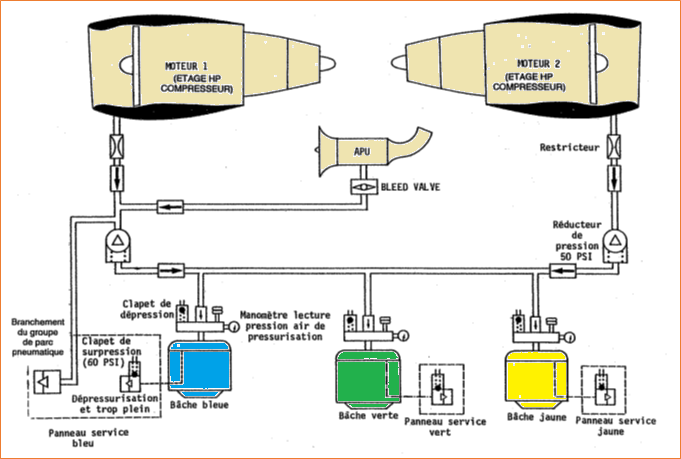 MOTEUR 1
(ETAGE HP
COMPRESSEUR)
MOTEUR 2
(ETAGE HP
COMPRESSEUR)
APU
BLEED VALVE
Restricteur
Réducteur
de
pression
50 PSI
Clapet de
dépression
Manomètre lecture
pression air de
pressurisation
Branchement
du groupe
de parc
pneumatique
Clapet de
surpression
(60 PSI)
Dépressurisation
et trop plein
Panneau service
bleu
Bâche bleue
Bâche verte
Panneau service
vert
Bâche jaune
Panneau service
jaune